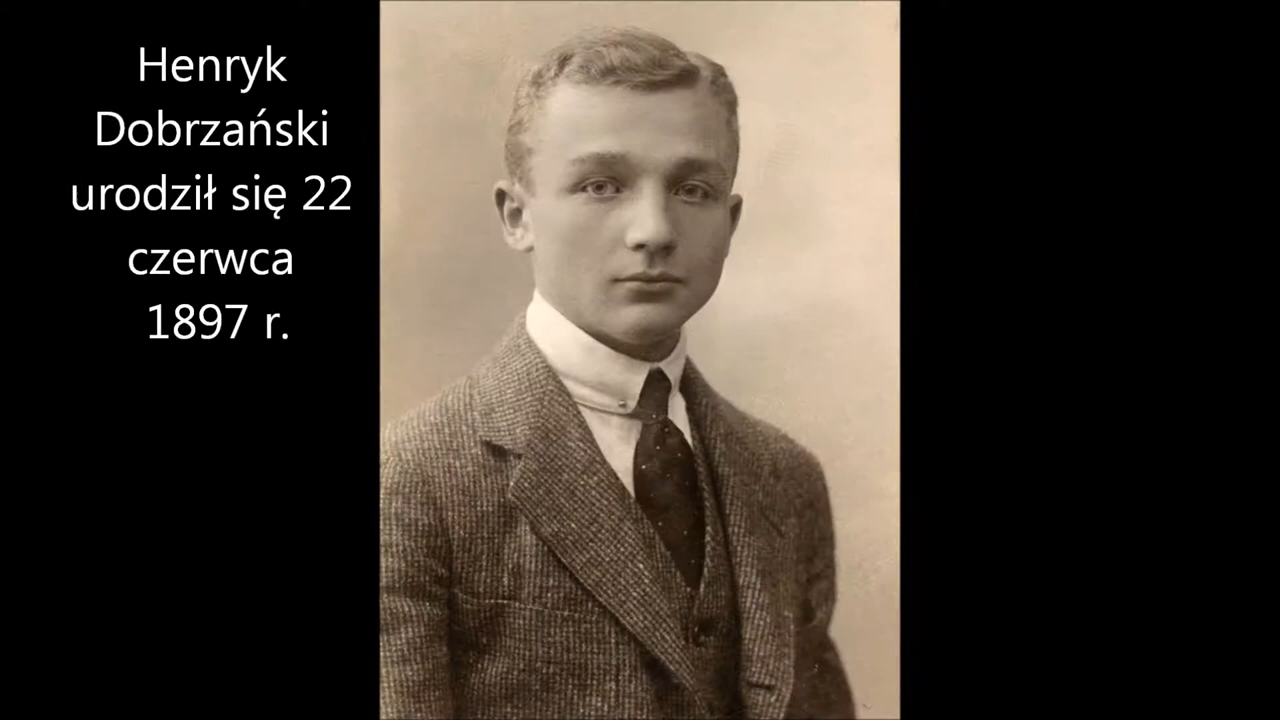 Henryk
Dobrzański
urodził się 22
czerwca
1897 r.